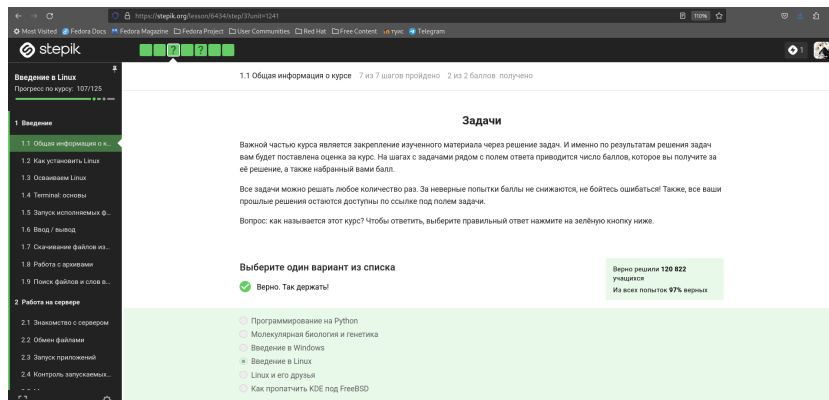 https://stepik.org/lesson/6434/step/3?unit=1241
110%
Most Visited Fedora Docs Fedora Magazine Fedora Project User Communities Red Hat Free Content туис Telegram
stepik
? ?
1
Введение в Linux
Прогресс по курсу: 107/125
1 Введение
1.1 Общая информация о к...
1.2 Как установить Linux
1.3 Осваиваем Linux
1.4 Terminal: основы
1.5 Запуск исполняемых ф...
1.6 Ввод / вывод
1.7 Скачивание файлов из...
1.8 Работа с архивами
1.9 Поиск файлов и слов в...
2 Работа на сервере
2.1 Знакомство с сервером
2.2 Обмен файлами
2.3 Запуск приложений
2.4 Контроль запускаемых...
1.1 Общая информация о курсе 7 из 7 шагов пройдено 2 из 2 баллов получено
Задачи
Важной частью курса является закрепление изученного материала через решение задач. И именно по результатам решения задач
вам будет поставлена оценка за курс. На шагах с задачами рядом с полем ответа приводится число баллов, которое вы получите за
её решение, а также набранный вами балл.
Все задачи можно решать любое количество раз. За неверные попытки баллы не снижаются, не бойтесь ошибаться! Также, все ваши
прошлые решения остаются доступны по ссылке под полем задачи.
Вопрос: как называется этот курс? Чтобы ответить, выберите правильный ответ нажмите на зелёную кнопку ниже.
Выберите один вариант из списка
Верно. Так держать!
Верно решили 120 822
учащихся
Из всех попыток 97% верных
Программирование на Python
Молекулярная биология и генетика
Введение в Windows
Введение в Linux
Linux и его друзья
Как пропатчить KDE под FreeBSD